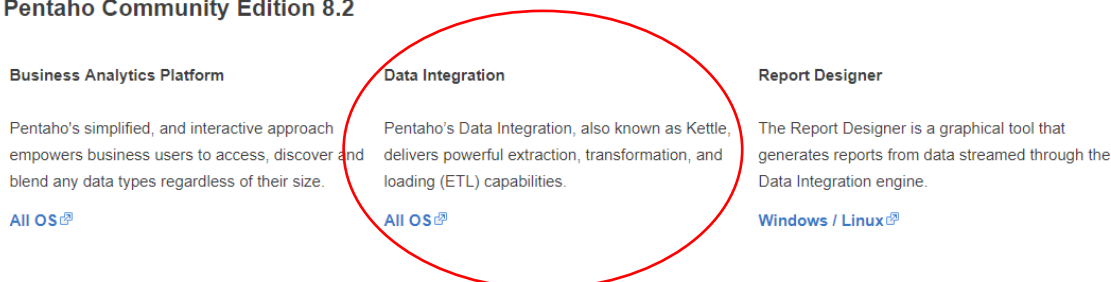 Pentaho Community Edition 8.2
Business Analytics Platform
Pentaho's simplified, and interactive approach
empowers business users to access, discover and
blend any data types regardless of their size.
All OS
Data Integration
Pentaho's Data Integration, also known as Kettle,
delivers powerful extraction, transformation, and
loading (ETL) capabilities.
All OS
Report Designer
The Report Designer is a graphical tool that
generates reports from data streamed through the
Data Integration engine.
Windows / Linux